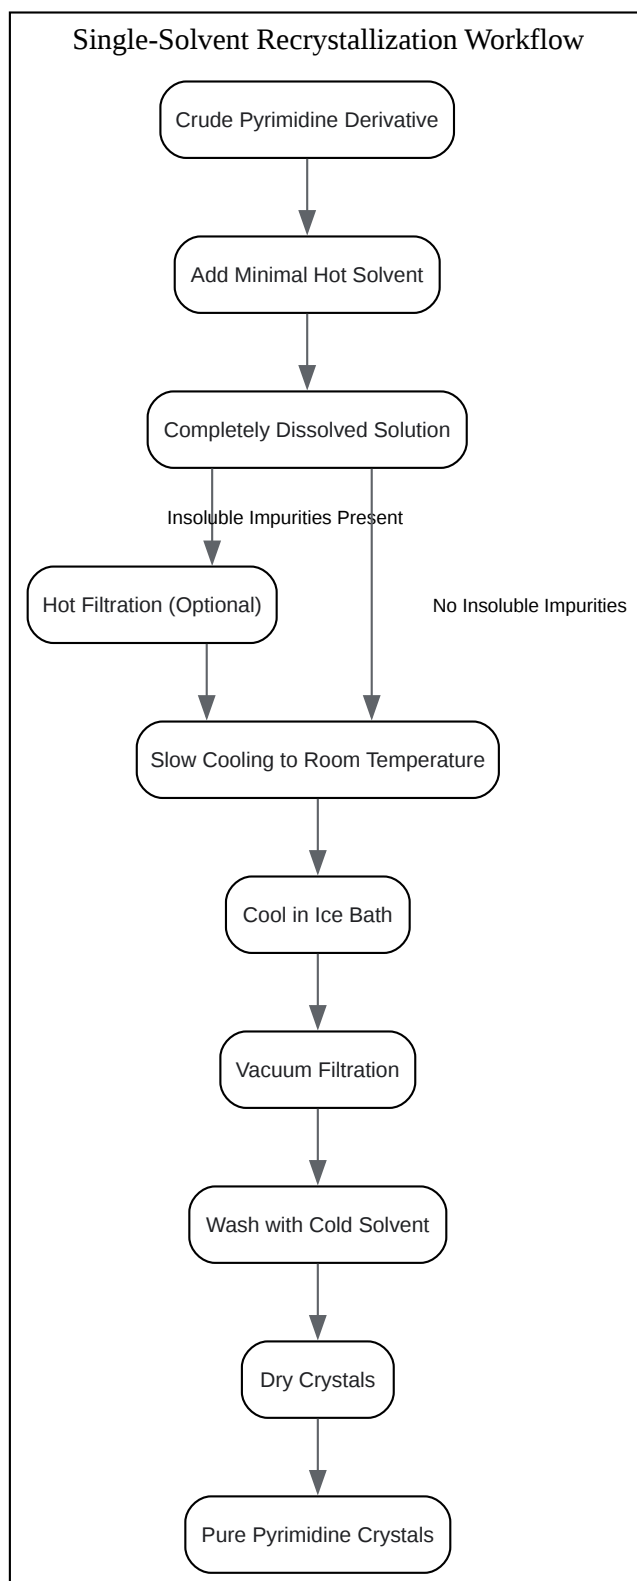 Single-Solvent Recrystallization Workflow
Crude Pyrimidine Derivative
Add Minimal Hot Solvent
Completely Dissolved Solution
Insoluble Impurities Present
Hot Filtration (Optional)
No Insoluble Impurities
Slow Cooling to Room Temperature
Cool in Ice Bath
Vacuum Filtration
Wash with Cold Solvent
Dry Crystals
Pure Pyrimidine Crystals